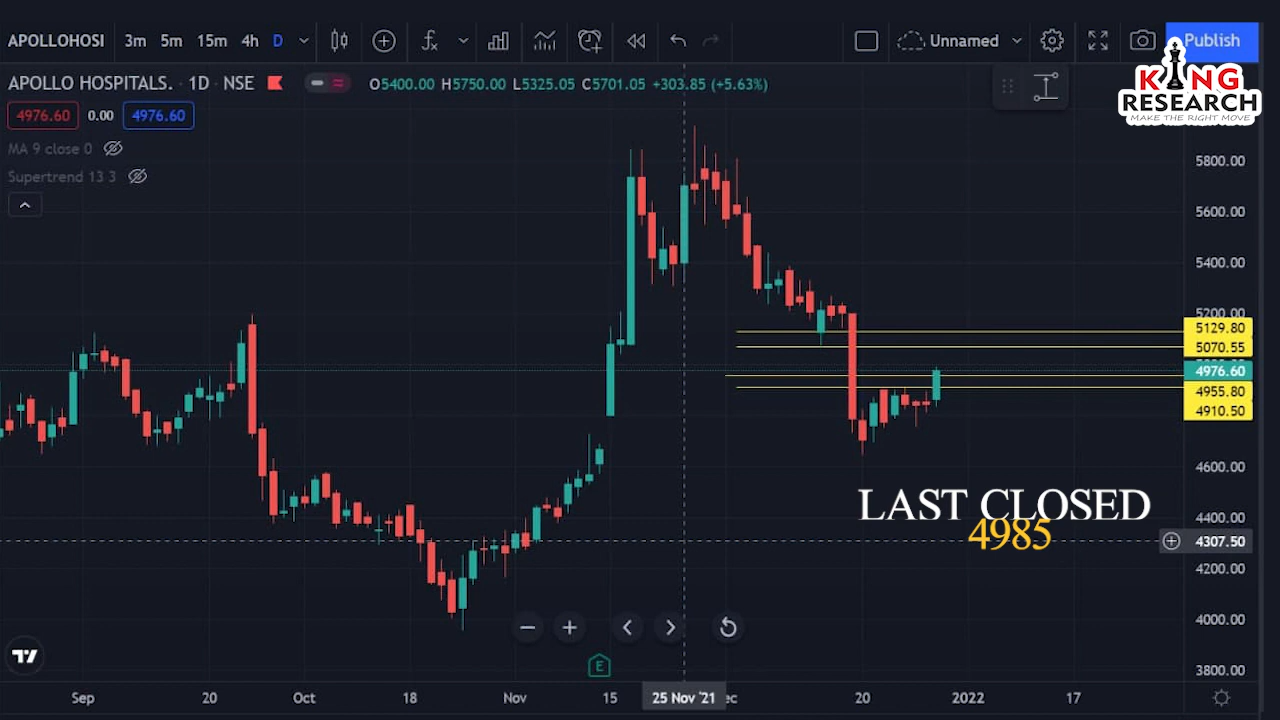 APOLLOHOSI 3m 5m 15m 4h D Unnamed Publish
APOLLO HOSPITALS. · 1D · NSE O5400.00 H5750.00 L5325.05 C5701.05 +303.85 (+5.63%)
KING
RESEARCH
MAKE THE RIGHT MOVE
4976.60 0.00 4976.60
MA 9 close 0
Supertrend 13 3
5800.00
5600.00
5400.00
5200.00
5129.80
5070.55
4976.60
4955.80
4910.50
4600.00
LAST CLOSED
4985
4400.00
4307.50
4200.00
4000.00
E
3800.00
Sep 20 Oct 18 Nov 15 25 Nov '21 ec 20 2022 17